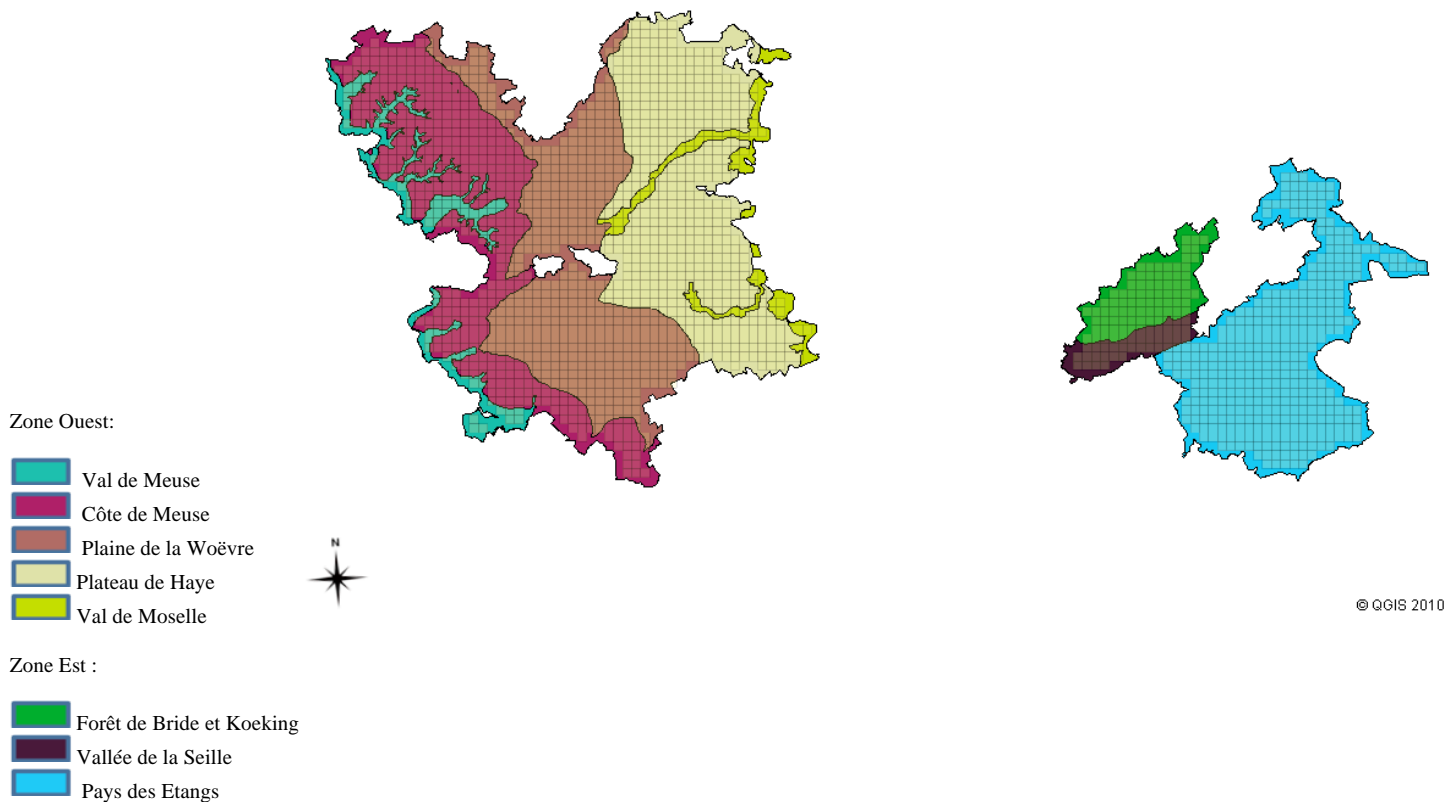 Zone Ouest:
Val de Meuse
Côte de Meuse
Plaine de la Woëvre
Plateau de Haye
Val de Moselle
N
© QGIS 2010
Zone Est :
Forêt de Bride et Koeking
Vallée de la Seille
Pays des Etangs